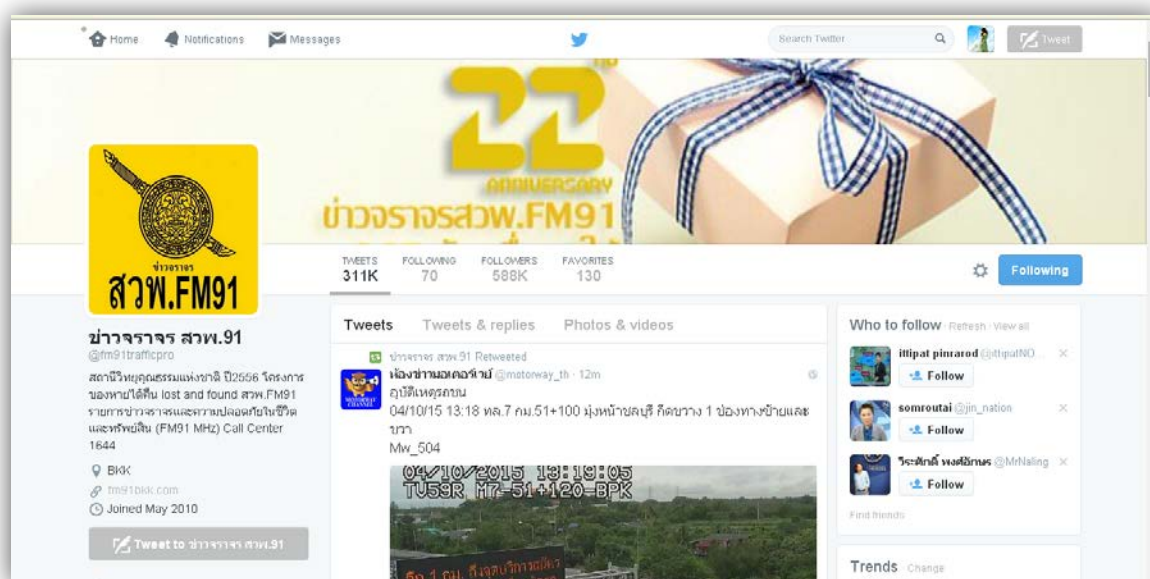 Home
Notifications
Messages
Search Twitter
Tweet
22
ND
ANNIVERSARY
ข่าวจราจรสวพ.FM91
ข่าวจราจร
สวพ.FM91
TWEETS
311K
FOLLOWING
70
FOLLOWERS
588K
FAVORITES
130
Following
ข่าวจราจร สวพ.91
@fm91trafficpro
สถานีวิทยุคุณธรรมแห่งชาติ ปี2556 โครงการ
ของหายได้คืน lost and found สวพ.FM91
รายการข่าวจราจรและความปลอดภัยในชีวิต
และทรัพย์สิน (FM91 MHz) Call Center
1644
BKK
fm91bkk.com
Joined May 2010
Tweet to ข่าวจราจร สวพ.91
Tweets
Tweets & replies
Photos & videos
ข่าวจราจร สวพ.91 Retweeted
ห้องข่าวมอเตอร์เวย์ @motorway_th · 12m
MOTORWAY
CHANNEL
อุบัติเหตุรถชน
04/10/15 13:18 ทล.7 กม.51+100 มุ่งหน้าชลบุรี กีดขวาง 1 ช่องทางซ้ายและ
ขวา
Mw_504
04/10/2015 13:19:05
TU59R M7-51+120-BPK
Who to follow · Refresh · View all
ittipat pinrarod @ittipatNO...
Follow
somroutai @jin_nation
Follow
วีระศักดิ์ พงศ์อักษร @MrNaling
Follow
Find friends
Trends · Change